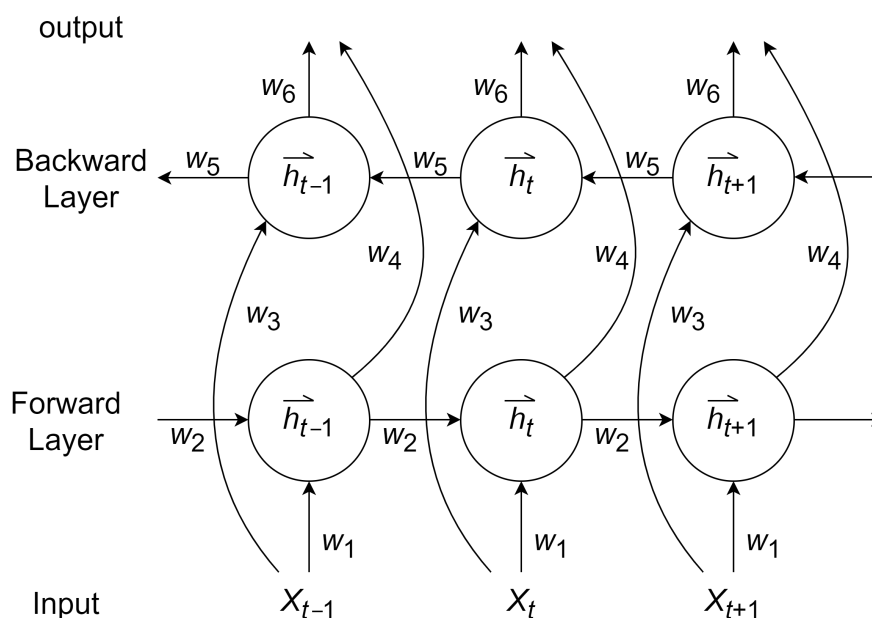 output
w6 w6 w6
Backward
Layer
w5 w5 w5
h⃗t−1 h⃗t h⃗t+1
w4 w4 w4
w3 w3 w3
Forward
Layer
h⃗t−1 h⃗t h⃗t+1
w2 w2 w2
w1 w1 w1
Input Xt−1 Xt Xt+1